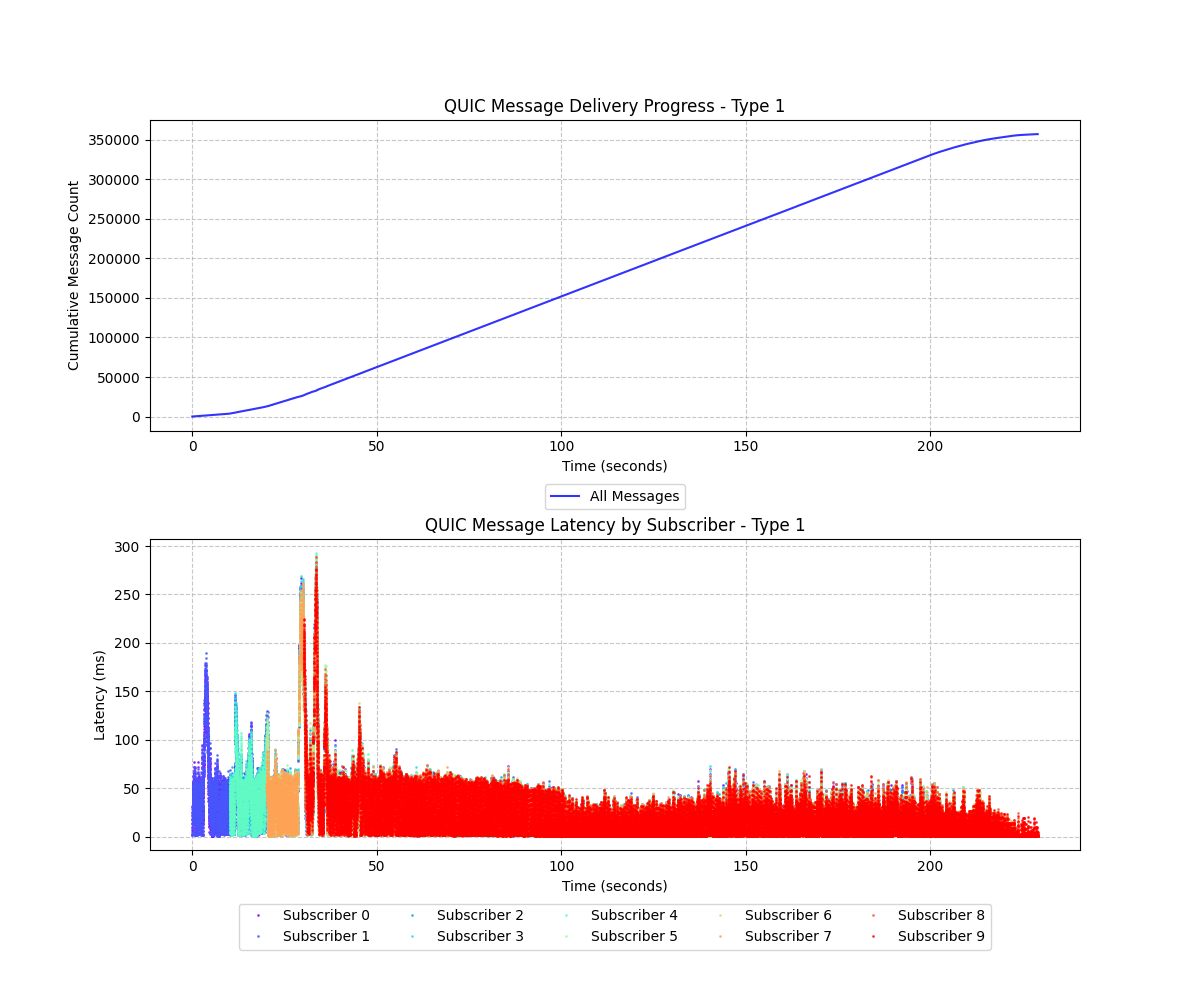 QUIC Message Delivery Progress - Type 1
Cumulative Message Count
350000
300000
250000
200000
150000
100000
50000
0
0 50 100 150 200
Time (seconds)
All Messages
QUIC Message Latency by Subscriber - Type 1
Latency (ms)
300
250
200
150
100
50
0
0 50 100 150 200
Time (seconds)
Subscriber 0 Subscriber 2 Subscriber 4 Subscriber 6 Subscriber 8
Subscriber 1 Subscriber 3 Subscriber 5 Subscriber 7 Subscriber 9